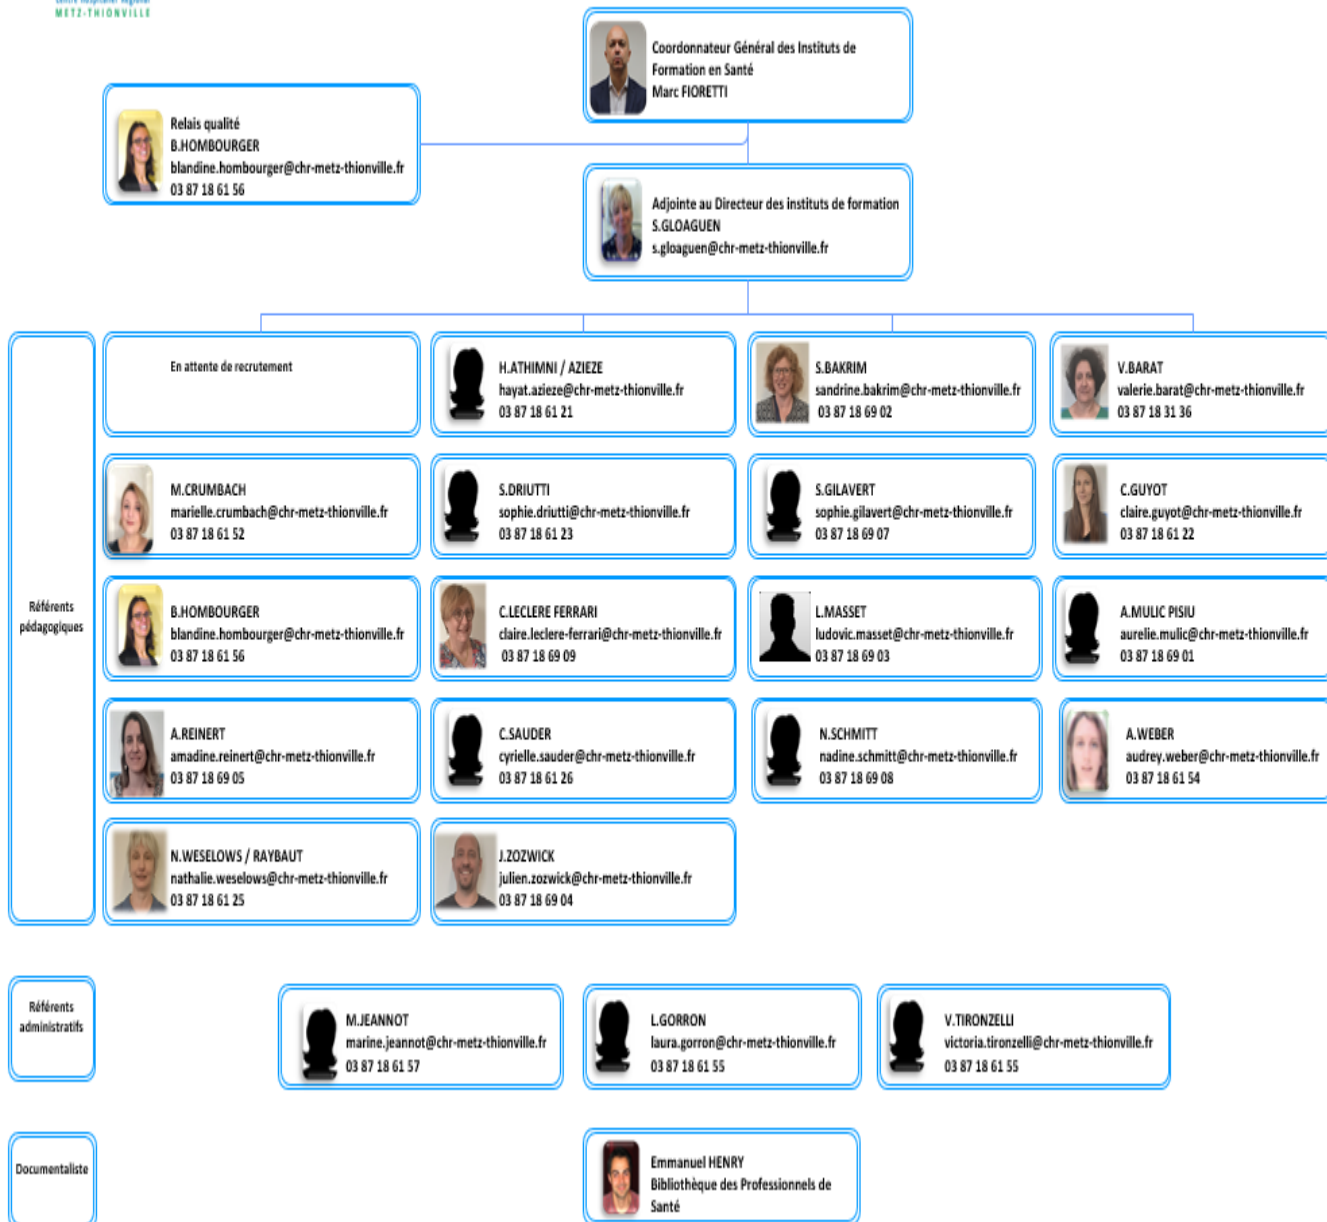 Centre Hospitalier Régional
METZ-THIONVILLE
Coordonnateur Général des Instituts de
Formation en Santé
Marc FIORETTI
Relais qualité
B.HOMBOURGER
blandine.hombourger@chr-metz-thionville.fr
03 87 18 61 56
Adjointe au Directeur des instituts de formation
S.GLOAGUEN
s.gloaguen@chr-metz-thionville.fr
Référents
pédagogiques
En attente de recrutement
H.ATHIMNI / AZIEZE
hayat.azieze@chr-metz-thionville.fr
03 87 18 61 21
S.BAKRIM
sandrine.bakrim@chr-metz-thionville.fr
03 87 18 69 02
V.BARAT
valerie.barat@chr-metz-thionville.fr
03 87 18 31 36
M.CRUMBACH
marielle.crumbach@chr-metz-thionville.fr
03 87 18 61 52
S.DRIUTTI
sophie.driutti@chr-metz-thionville.fr
03 87 18 61 23
S.GILAVERT
sophie.gilavert@chr-metz-thionville.fr
03 87 18 69 07
C.GUYOT
claire.guyot@chr-metz-thionville.fr
03 87 18 61 22
B.HOMBOURGER
blandine.hombourger@chr-metz-thionville.fr
03 87 18 61 56
C.LECLERE FERRARI
claire.leclere-ferrari@chr-metz-thionville.fr
03 87 18 69 09
L.MASSET
ludovic.masset@chr-metz-thionville.fr
03 87 18 69 03
A.MULIC PISIU
aurelie.mulic@chr-metz-thionville.fr
03 87 18 69 01
A.REINERT
amadine.reinert@chr-metz-thionville.fr
03 87 18 69 05
C.SAUDER
cyrielle.sauder@chr-metz-thionville.fr
03 87 18 61 26
N.SCHMITT
nadine.schmitt@chr-metz-thionville.fr
03 87 18 69 08
A.WEBER
audrey.weber@chr-metz-thionville.fr
03 87 18 61 54
N.WESELOWS / RAYBAUT
nathalie.weselows@chr-metz-thionville.fr
03 87 18 61 25
J.ZOZWICK
julien.zozwick@chr-metz-thionville.fr
03 87 18 69 04
Référents
administratifs
M.JEANNOT
marine.jeannot@chr-metz-thionville.fr
03 87 18 61 57
L.GORRON
laura.gorron@chr-metz-thionville.fr
03 87 18 61 55
V.TIRONZELLI
victoria.tironzelli@chr-metz-thionville.fr
03 87 18 61 55
Documentaliste
Emmanuel HENRY
Bibliothèque des Professionnels de
Santé